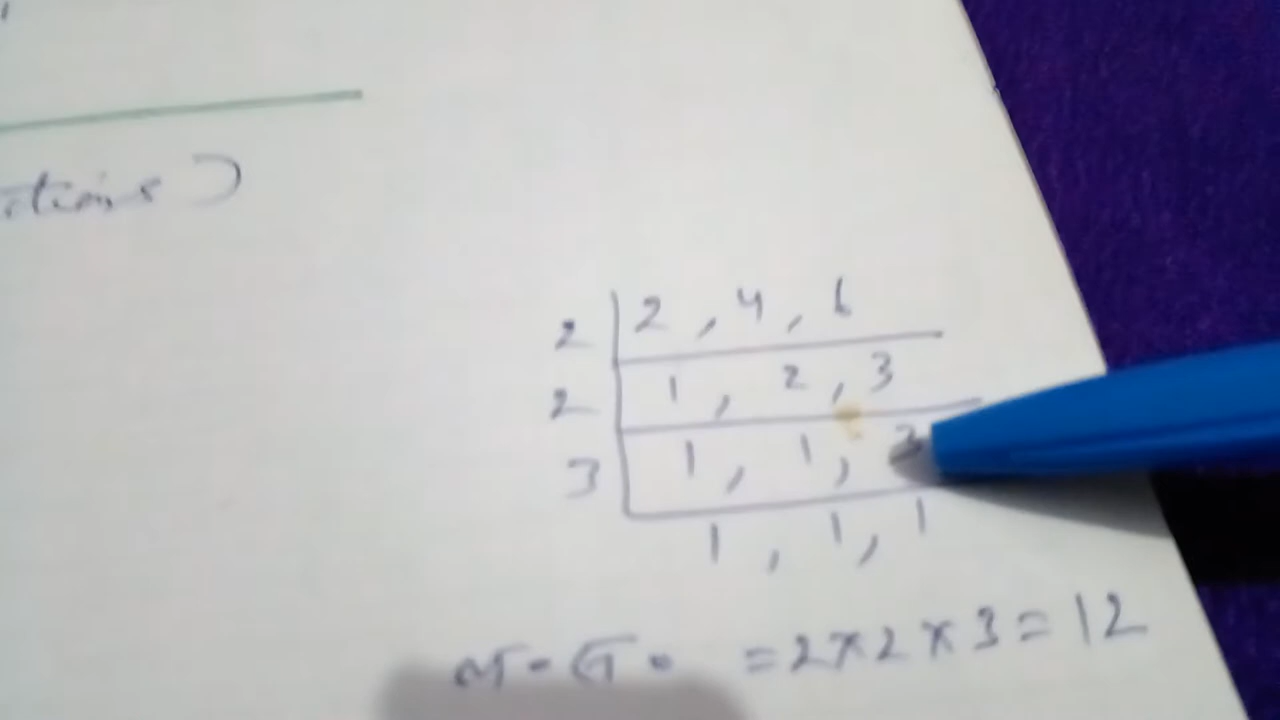 2 | 2 , 4 , 6
2 | 1 , 2 , 3
3 | 1 , 1 , 3
1 , 1 , 1
= 2 x 2 x 3 = 12